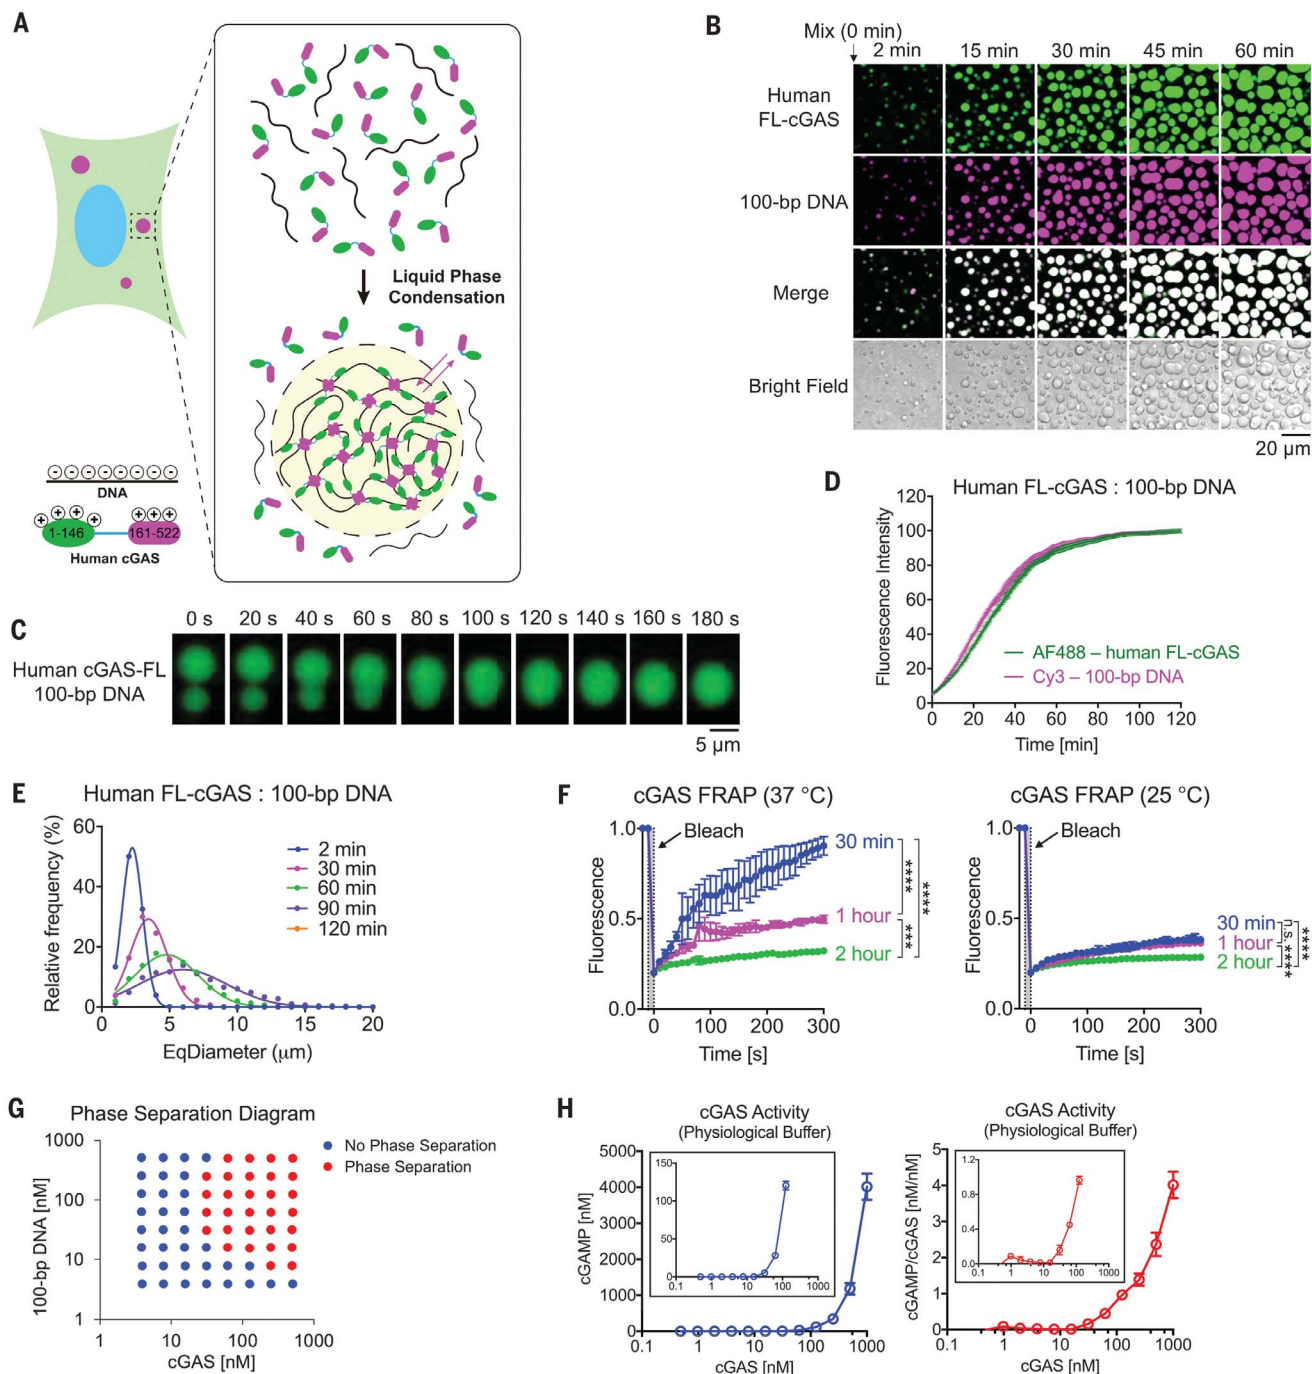 A
Liquid Phase
Condensation
- - - - - - - -
DNA
+ + + + + + + +
1-146
161-522
Human cGAS
B
Mix (0 min)
2 min 15 min 30 min 45 min 60 min
Human
FL-cGAS
100-bp DNA
Merge
Bright Field
20 μm
C
0 s 20 s 40 s 60 s 80 s 100 s 120 s 140 s 160 s 180 s
Human cGAS-FL
100-bp DNA
5 μm
D
Human FL-cGAS : 100-bp DNA
Fluorescence Intensity
120
100
80
60
40
20
0
AF488 – human FL-cGAS
Cy3 – 100-bp DNA
0 20 40 60 80 100 120
Time [min]
E
Human FL-cGAS : 100-bp DNA
Relative frequency (%)
60
40
20
0
2 min
30 min
60 min
90 min
120 min
0 5 10 15 20
EqDiameter (μm)
F
cGAS FRAP (37 °C)
Fluorescence
1.0
0.5
0.0
Bleach
30 min
1 hour
2 hour
****
****
***
0 100 200 300
Time [s]
cGAS FRAP (25 °C)
Fluorescence
1.0
0.5
0.0
Bleach
30 min
1 hour
2 hour
n.s.
****
****
0 100 200 300
Time [s]
G
Phase Separation Diagram
100-bp DNA [nM]
1000
100
10
1
No Phase Separation
Phase Separation
1 10 100 1000
cGAS [nM]
H
cGAS Activity
(Physiological Buffer)
cGAMP [nM]
5000
4000
3000
2000
1000
0
150
100
50
0
0.1 1 10 100 1000
0.1 1 10 100 1000
cGAS [nM]
cGAS Activity
(Physiological Buffer)
cGAMP/cGAS [nM/nM]
5
4
3
2
1
0
1.2
0.8
0.4
0.0
0.1 1 10 100 1000
0.1 1 10 100 1000
cGAS [nM]